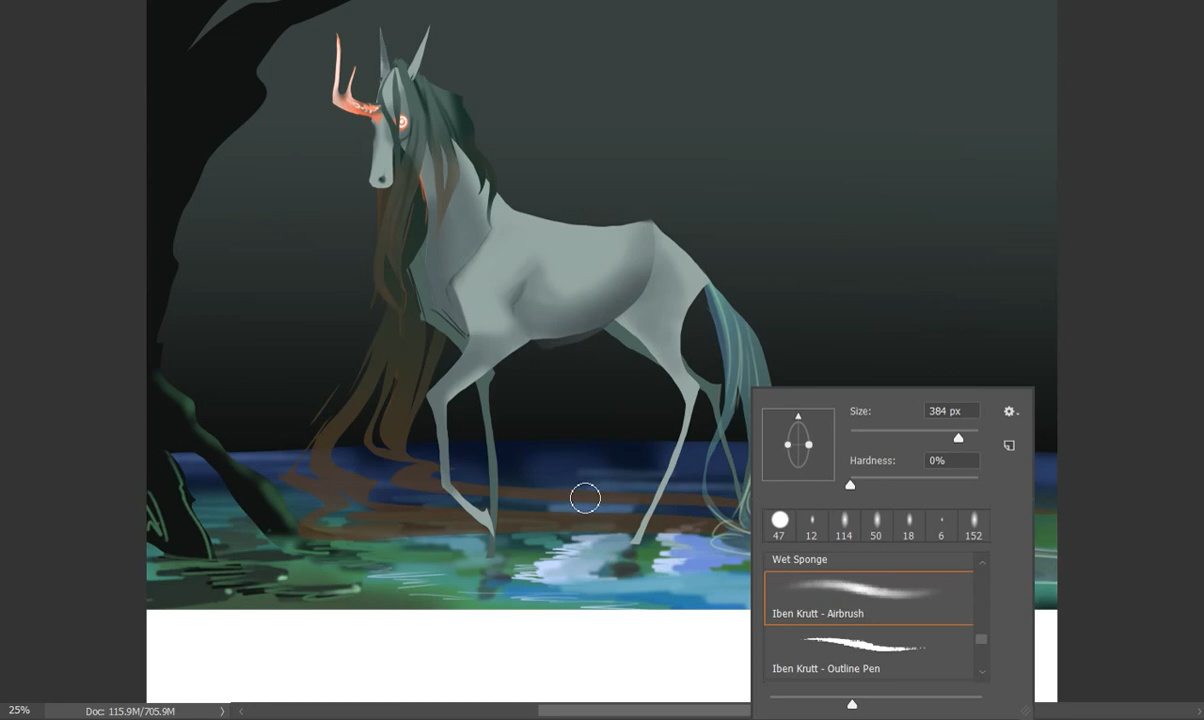 Size:
384 px
Hardness:
0%
47 12 114 50 18 6 152
Wet Sponge
Iben Krutt - Airbrush
Iben Krutt - Outline Pen
25%
Doc: 115.9M/705.9M